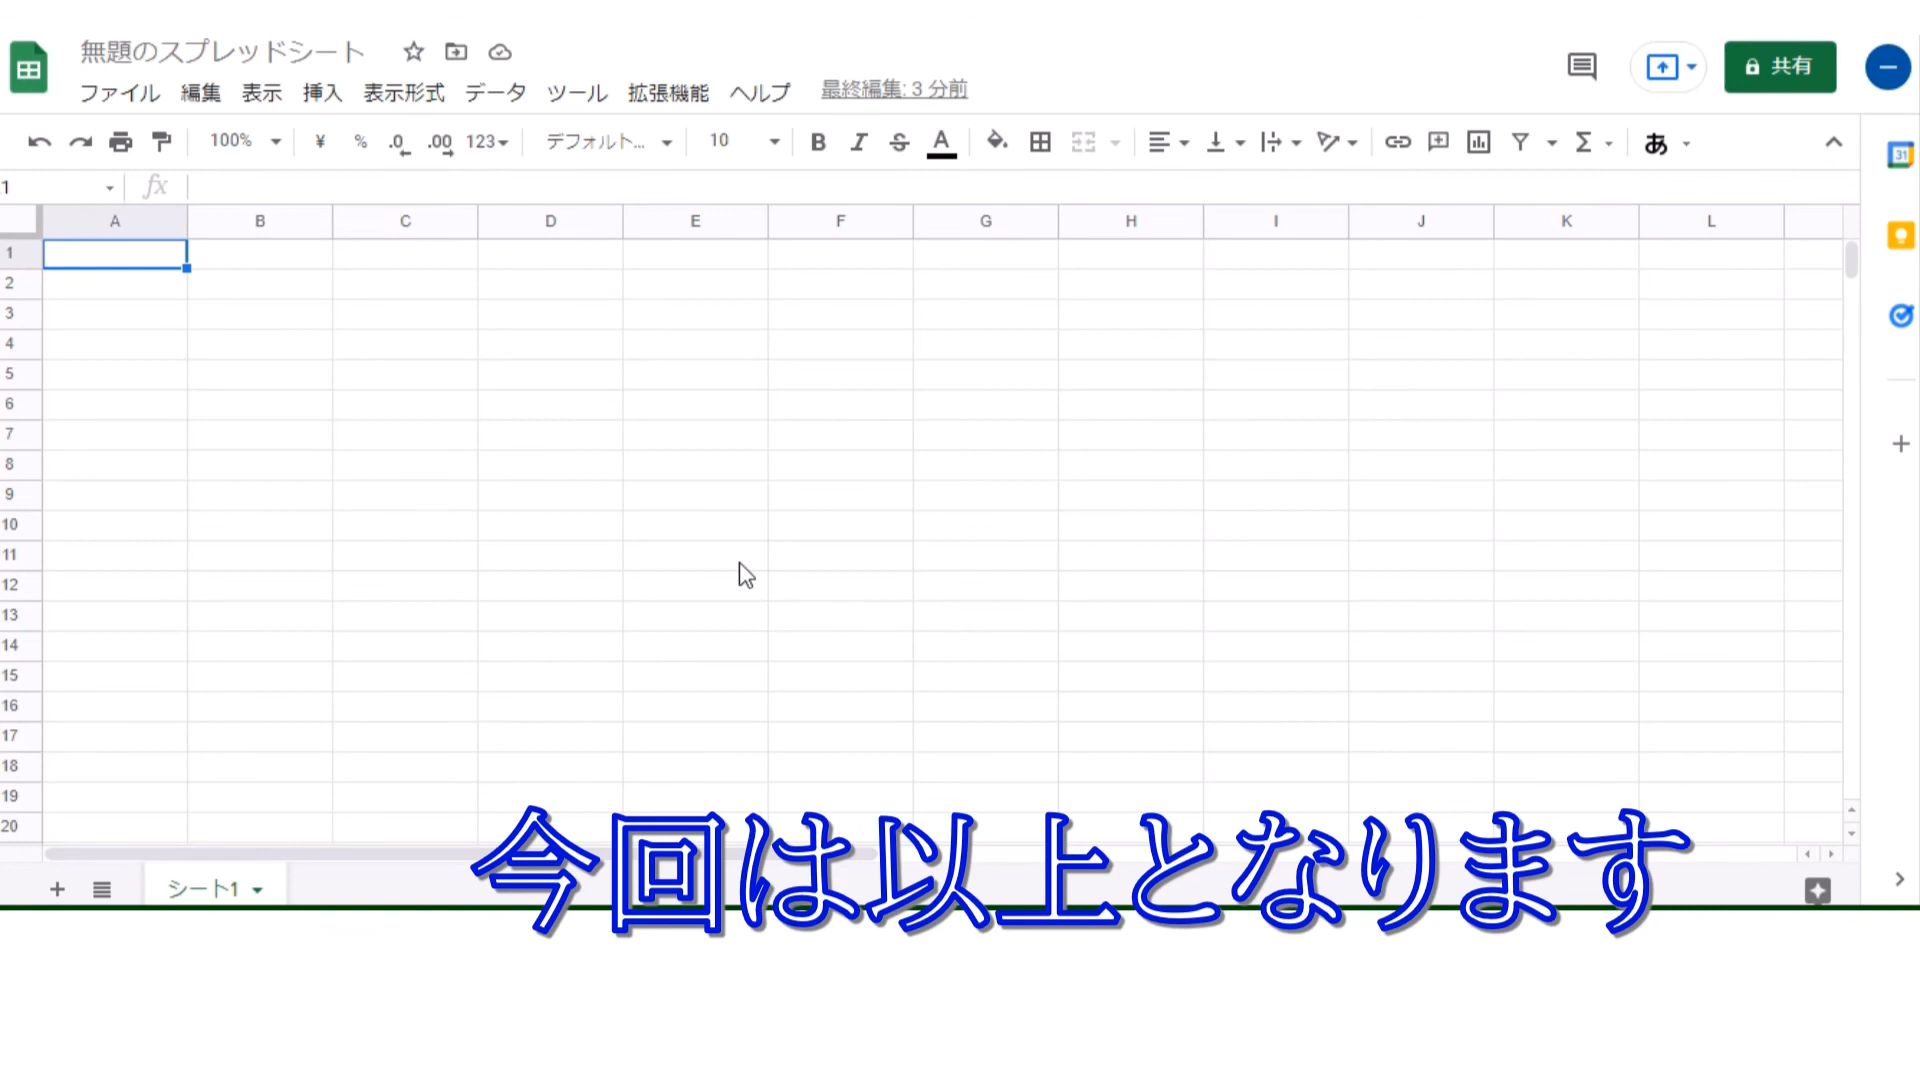 無題のスプレッドシート
ファイル 編集 表示 挿入 表示形式 データ ツール 拡張機能 ヘルプ 最終編集: 3 分前
共有
100% ¥ % .0 .00 123 デフォルト... 10 B I S A Σ あ
31
1 fx
A B C D E F G H I J K L
1
2
3
4
5
6
7
8
9
10
11
12
13
14
15
16
17
18
19
20
シート1
今回は以上となります